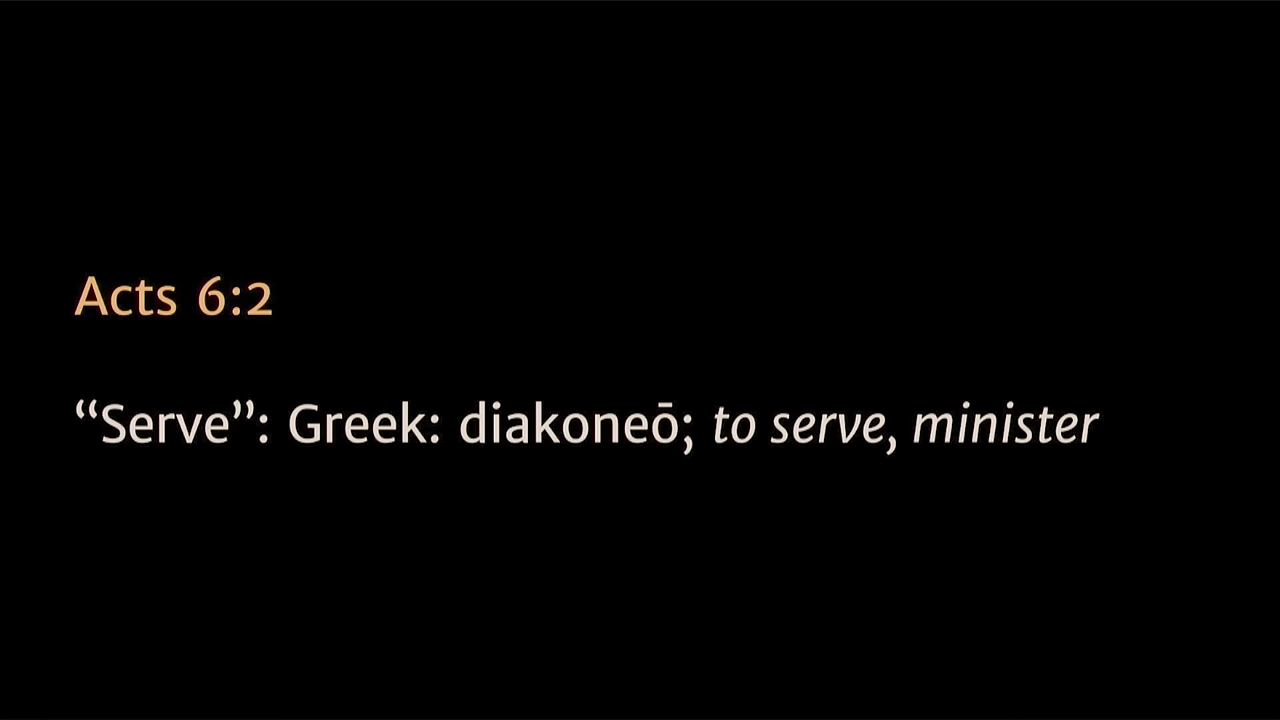 Acts 6:2
“Serve”: Greek: diakoneō; to serve, minister